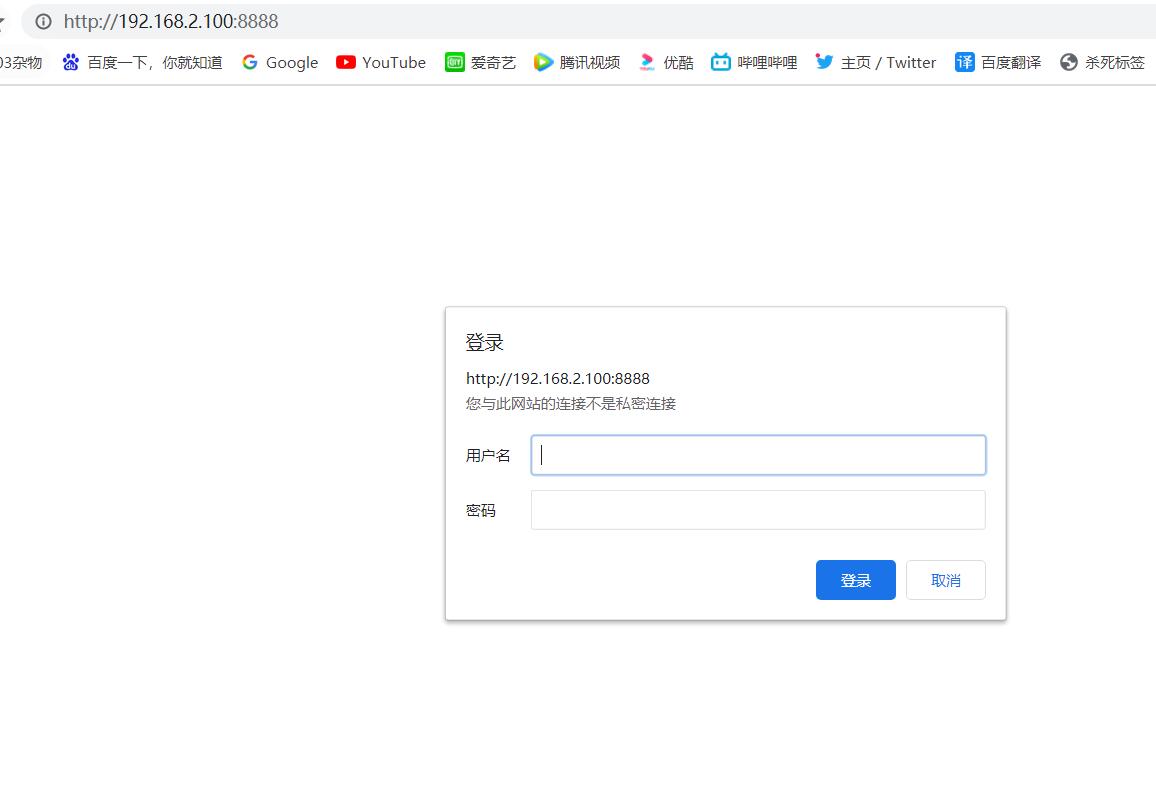 http://192.168.2.100:8888
03杂物 百度一下，你就知道 Google YouTube 爱奇艺 腾讯视频 优酷 哔哩哔哩 主页 / Twitter 百度翻译 杀死标签
登录
http://192.168.2.100:8888
您与此网站的连接不是私密连接
用户名
密码
登录 取消